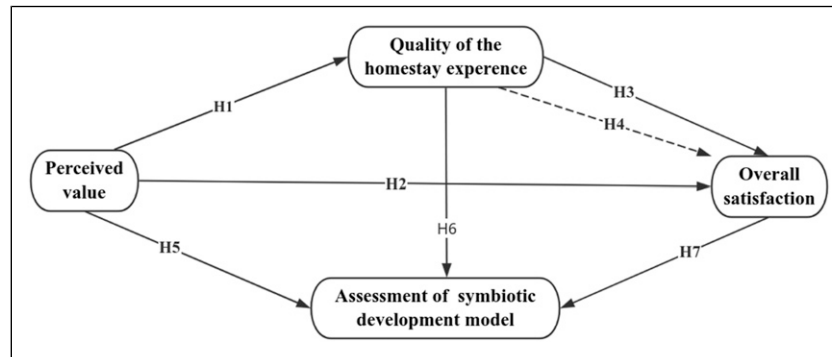 Quality of the
homestay experence
H1
H3
H4
Perceived
value
H2
Overall
satisfaction
H5
H6
H7
Assessment of symbiotic
development model